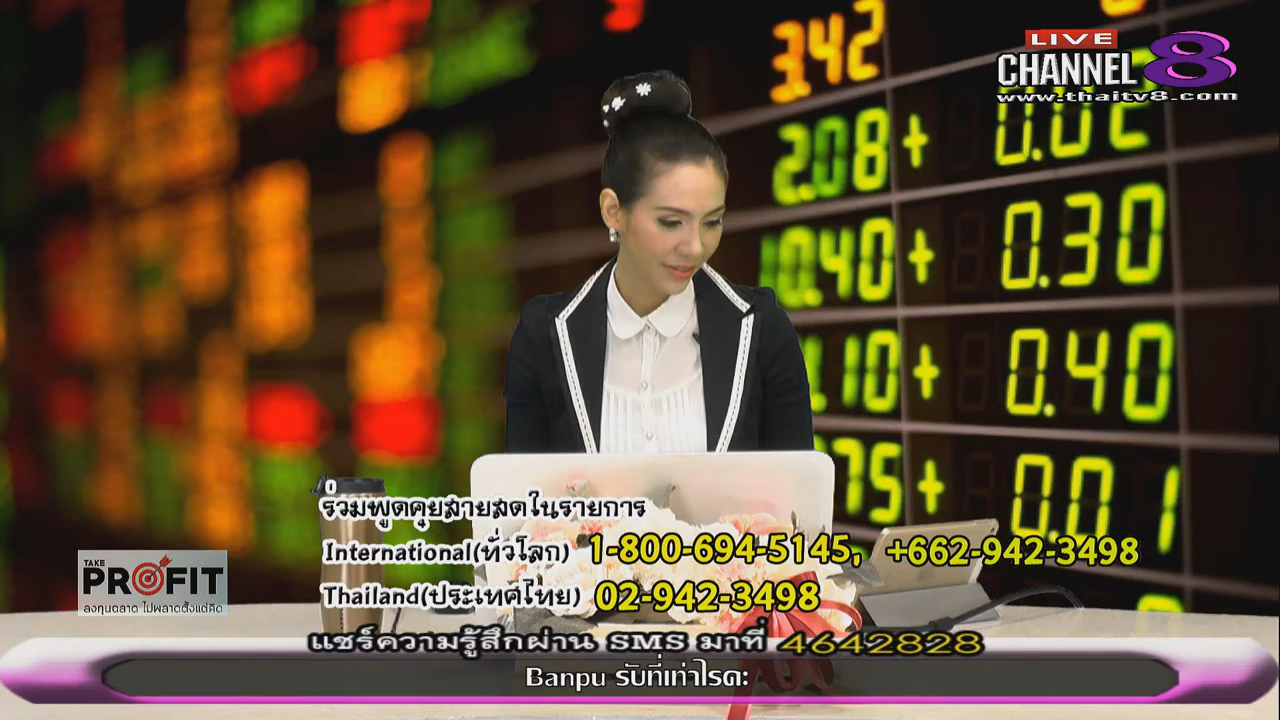 LIVE
CHANNEL 8
www.thaitv8.com
3.42
2.08 + 0.02
10.40 + 0.30
.10 + 0.40
75 + 0.01
ร่วมพูดคุยสายสดในรายการ
International(ทั่วโลก) 1-800-694-5145, +662-942-3498
Thailand(ประเทศไทย) 02-942-3498
TAKE
PROFIT
ลงทุนฉลาด ไม่พลาดตั้งแต่คิด
แชร์ความรู้สึกผ่าน SMS มาที่ 4642828
Banpu รับที่เท่าไรคะ